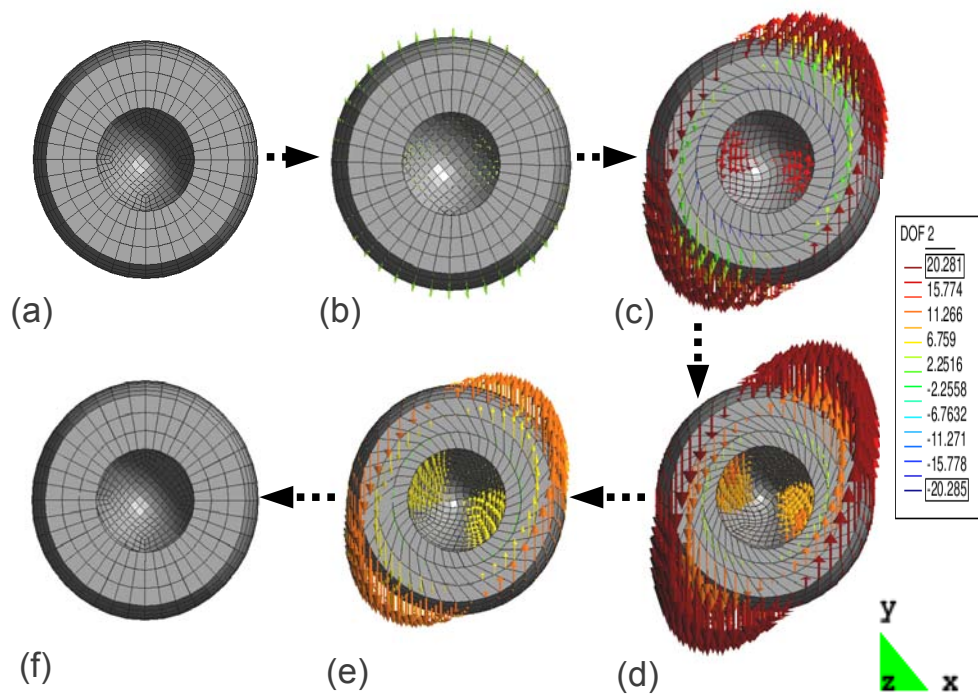 (a)
(b)
(c)
DOF 2
20.281
15.774
11.266
6.759
2.2516
-2.2558
-6.7632
-11.271
-15.778
-20.285
(f)
(e)
(d)
y
z x